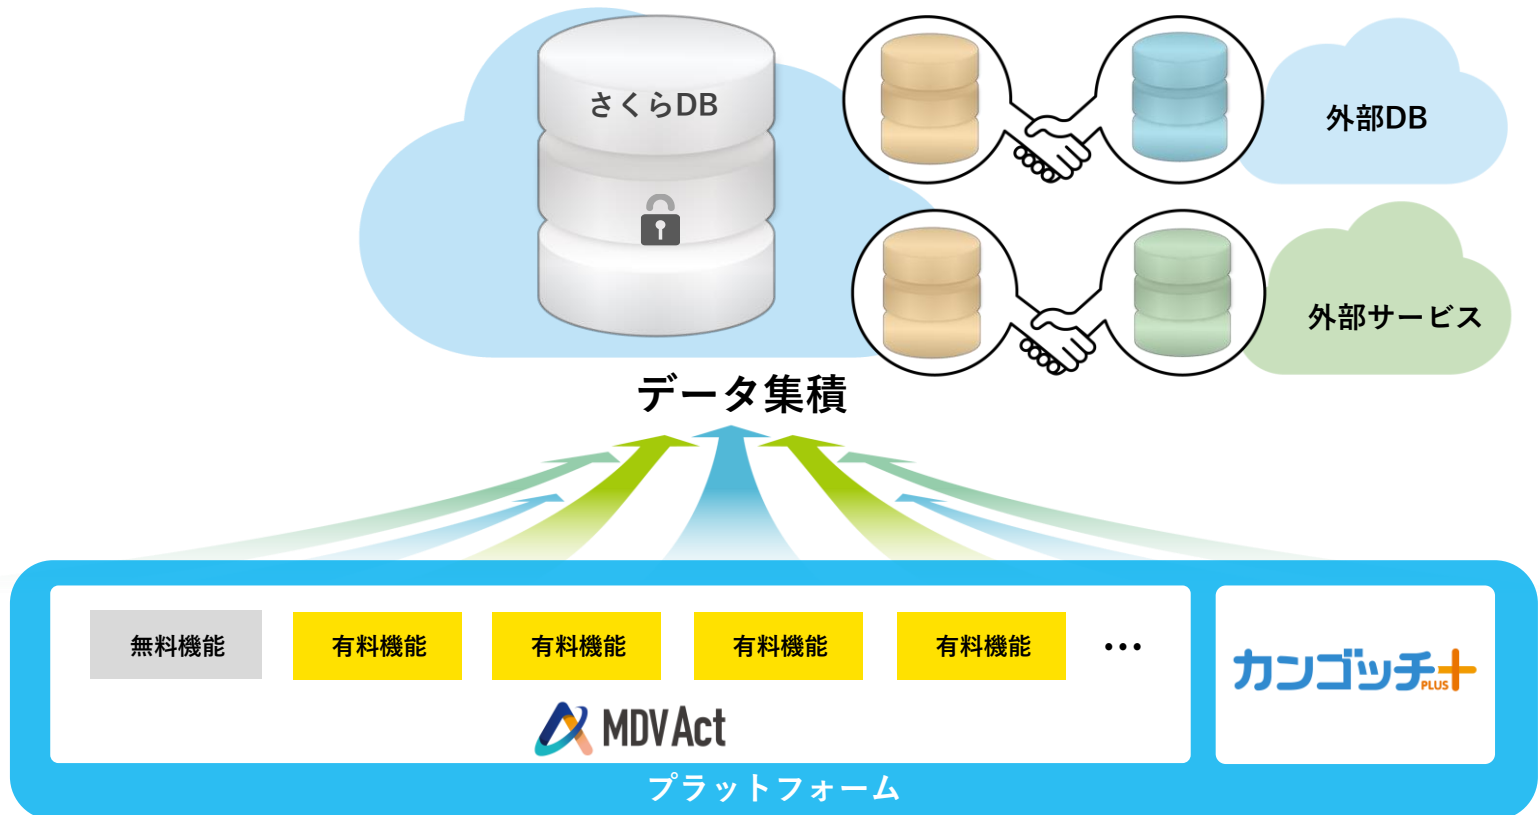 さくらDB
外部DB
外部サービス
データ集積
無料機能
有料機能
有料機能
有料機能
有料機能
…
MDV Act
カンゴッチ+
PLUS
プラットフォーム